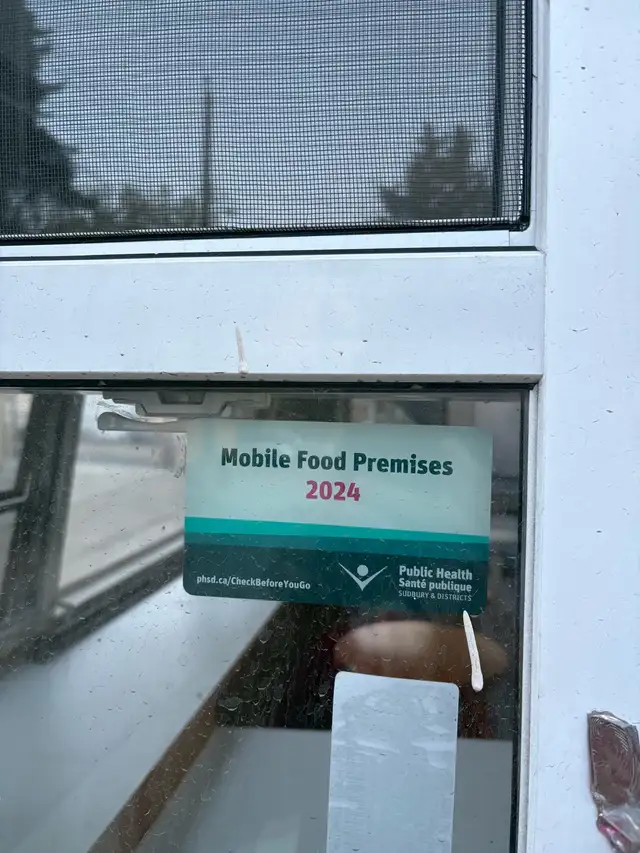 Mobile Food Premises
2024
phsd.ca/CheckBeforeYouGo
Public Health
Santé publique
SUDBURY & DISTRICTS